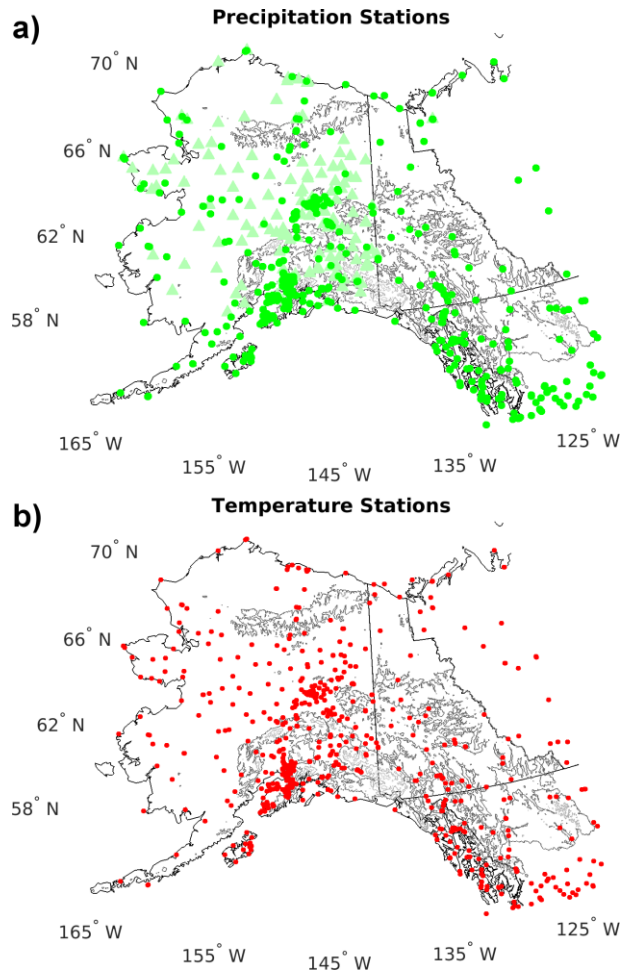 Precipitation Stations
a)
70° N
66° N
62° N
58° N
165° W
155° W
145° W
135° W
125° W
Temperature Stations
b)
70° N
66° N
62° N
58° N
165° W
155° W
145° W
135° W
125° W